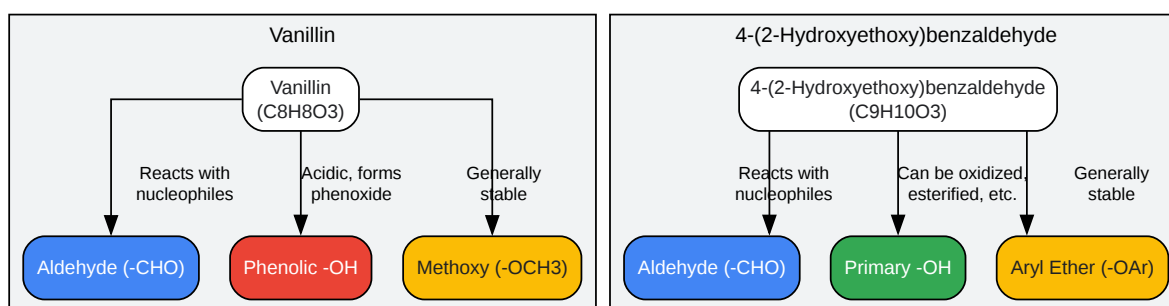 Vanillin
Vanillin
(C8H8O3)
Reacts with
nucleophiles
Acidic, forms
phenoxide
Generally
stable
Aldehyde (-CHO)
Phenolic -OH
Methoxy (-OCH3)
4-(2-Hydroxyethoxy)benzaldehyde
4-(2-Hydroxyethoxy)benzaldehyde
(C9H10O3)
Reacts with
nucleophiles
Can be oxidized,
esterified, etc.
Generally
stable
Aldehyde (-CHO)
Primary -OH
Aryl Ether (-OAr)